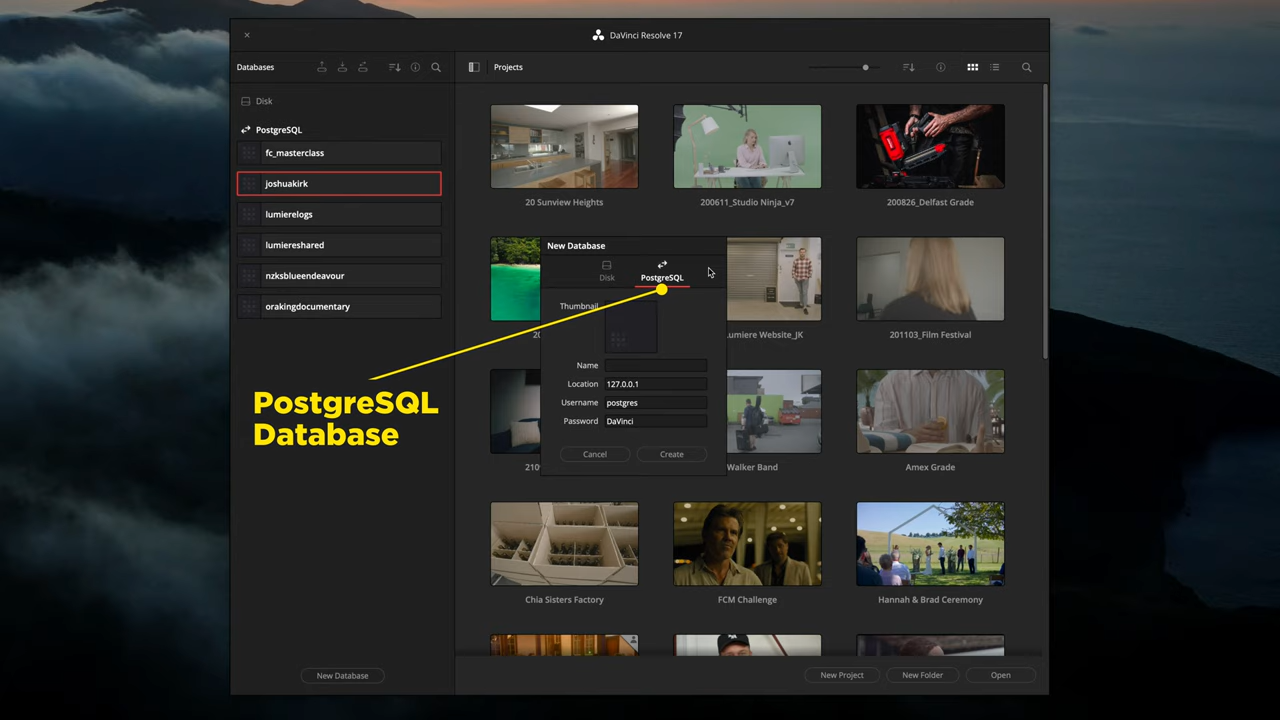 DaVinci Resolve 17
Databases
Projects
Disk
PostgreSQL
fc_masterclass
joshuakirk
lumierelogs
lumiereshared
nzksblueendeavour
orakingdocumentary
PostgreSQL
Database
New Database
20 Sunview Heights
200611_Studio Ninja_v7
200826_Delfast Grade
New Database
Disk
PostgreSQL
Thumbnail
Name
Location 127.0.0.1
Username postgres
Password DaVinci
Cancel
Create
umiere Website_JK
201103_Film Festival
Walker Band
Amex Grade
Chia Sisters Factory
FCM Challenge
Hannah & Brad Ceremony
New Project
New Folder
Open